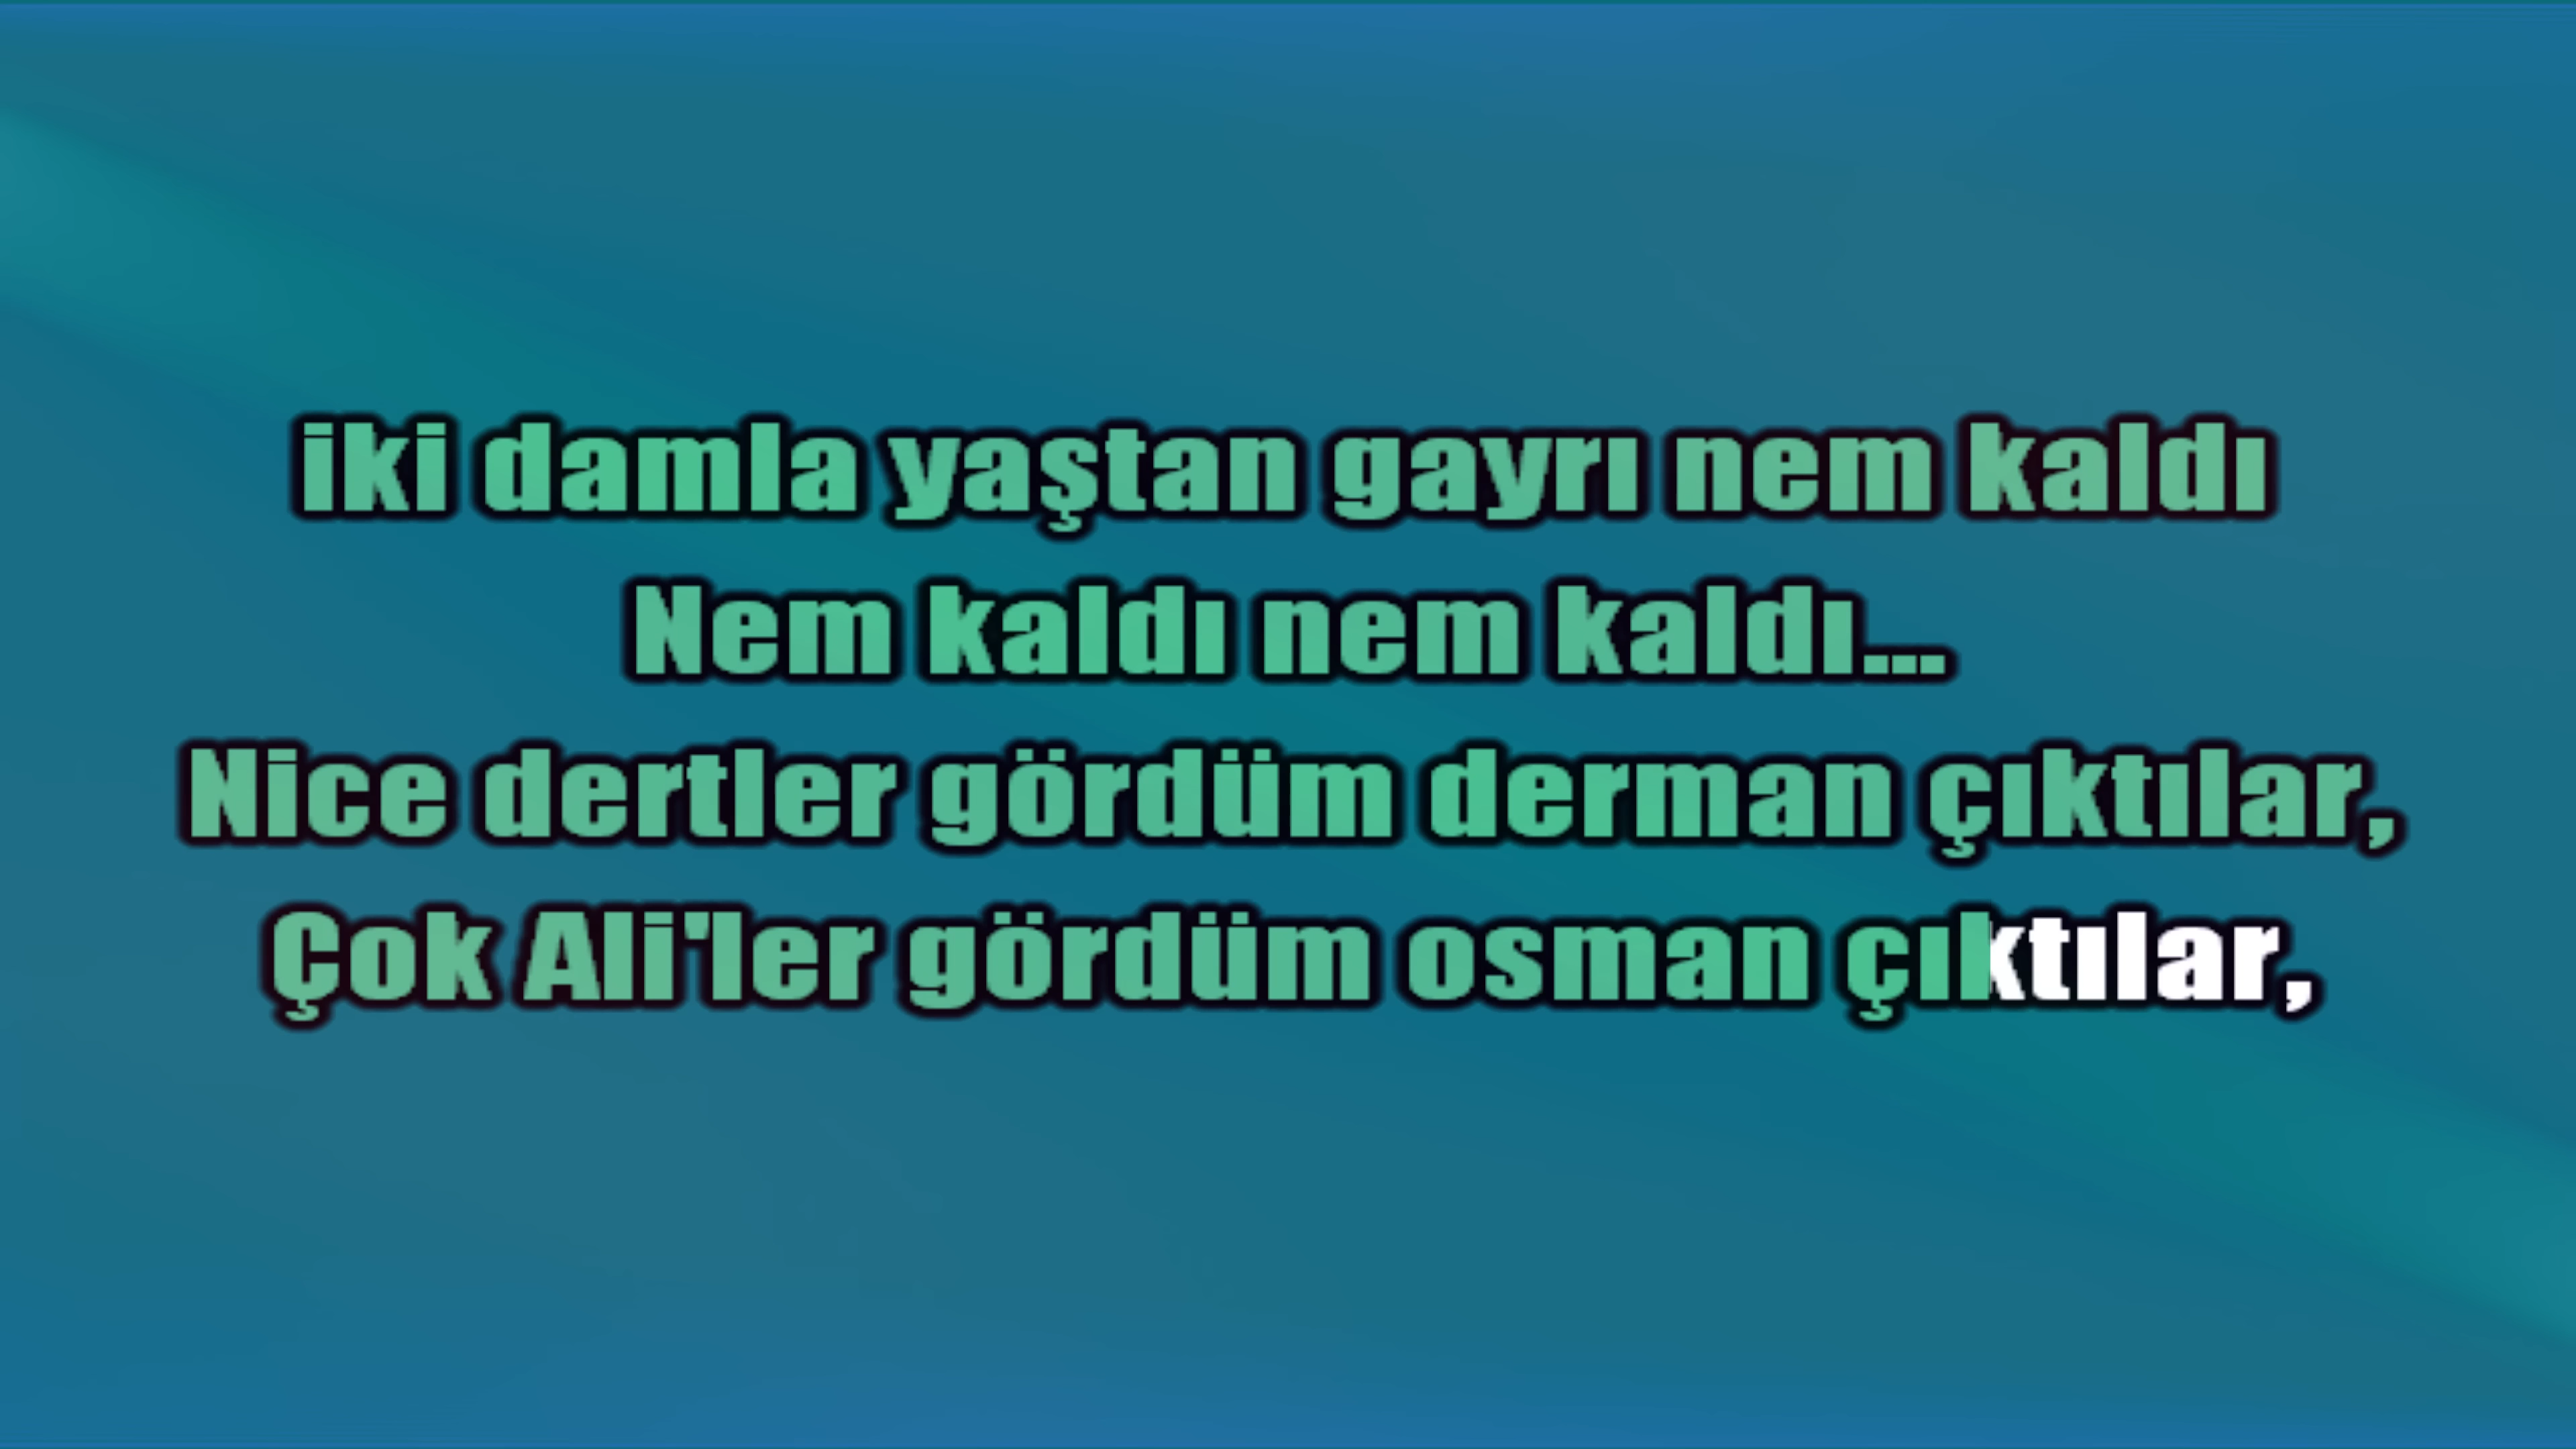 iki damla yaştan gayrı nem kaldı
Nem kaldı nem kaldı...
Nice dertler gördüm derman çıktılar,
Çok Ali'ler gördüm osman çıktılar,